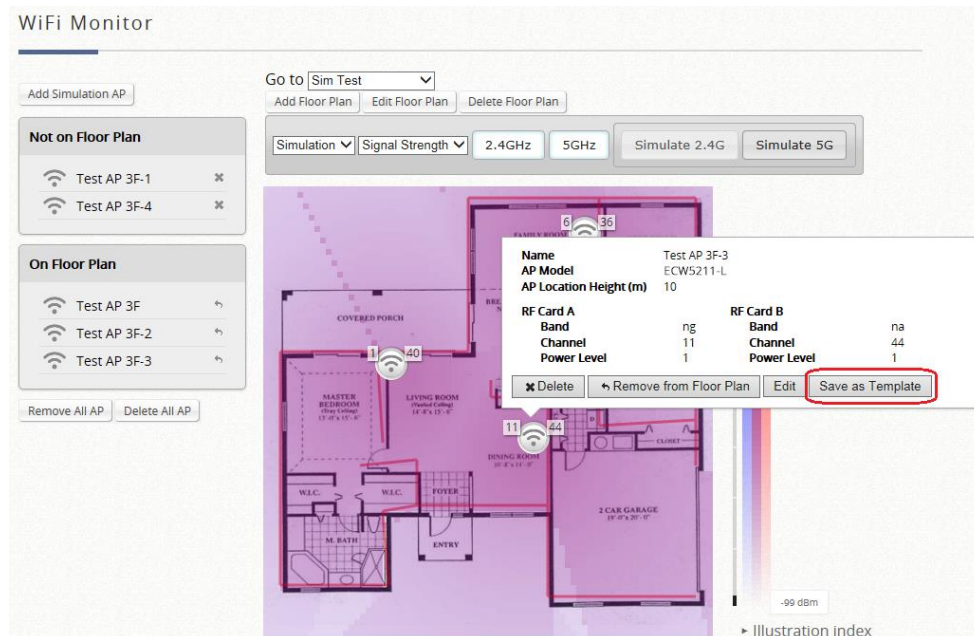 WiFi Monitor
Add Simulation AP
Not on Floor Plan
Test AP 3F-1
Test AP 3F-4
On Floor Plan
Test AP 3F
Test AP 3F-2
Test AP 3F-3
Remove All AP Delete All AP
Go to Sim Test
Add Floor Plan Edit Floor Plan Delete Floor Plan
Simulation Signal Strength 2.4GHz 5GHz Simulate 2.4G Simulate 5G
6 36
FAMILY ROOM
Name Test AP 3F-3
AP Model ECW5211-L
AP Location Height (m) 10
RF Card A RF Card B
Band ng Band na
Channel 11 Channel 44
Power Level 1 Power Level 1
Delete Remove from Floor Plan Edit Save as Template
COVERED PORCH
1 40
MASTER
BEDROOM
(Tray Ceiling)
LIVING ROOM
(Vaulted Ceiling)
11 44
CLOSET
DINING ROOM
W.I.C. W.I.C. FOYER
2 CAR GARAGE
M. BATH
ENTRY
-99 dBm
Illustration index